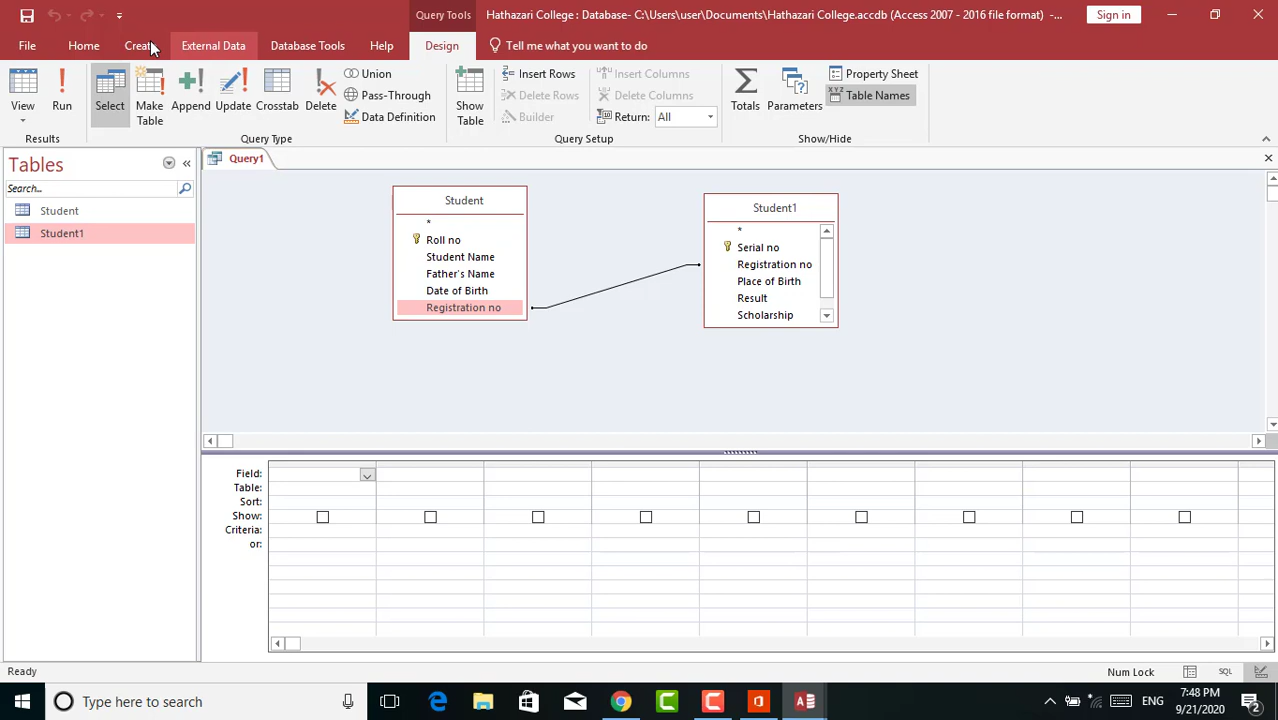 Query Tools
Hathazari College : Database- C:\Users\user\Documents\Hathazari College.accdb (Access 2007 - 2016 file format) -...
Sign in
File
Home
Create
External Data
Database Tools
Help
Design
Tell me what you want to do
View
Run
Select
Make Table
Append
Update
Crosstab
Delete
Union
Pass-Through
Data Definition
Show Table
Insert Rows
Delete Rows
Builder
Insert Columns
Delete Columns
Return: All
Totals
Parameters
Property Sheet
Table Names
Results
Query Type
Query Setup
Show/Hide
Tables
Search...
Student
Student1
Query1
Student
*
Roll no
Student Name
Father's Name
Date of Birth
Registration no
Student1
*
Serial no
Registration no
Place of Birth
Result
Scholarship
Field:
Table:
Sort:
Show:
Criteria:
or:
Ready
Num Lock
SQL
Type here to search
ENG
7:48 PM
9/21/2020
2